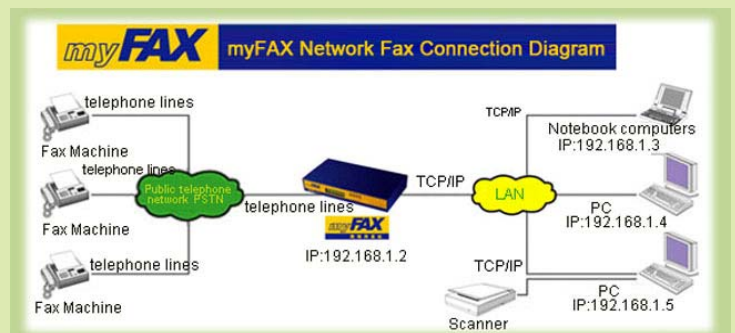 myFAX myFAX Network Fax Connection Diagram
telephone lines
Fax Machine
telephone lines
Fax Machine
telephone lines
Fax Machine
Public telephone
network PSTN
telephone lines
myFAX
IP:192.168.1.2
TCP/IP
LAN
TCP/IP
Notebook computers
IP:192.168.1.3
PC
IP:192.168.1.4
TCP/IP
PC
IP:192.168.1.5
Scanner